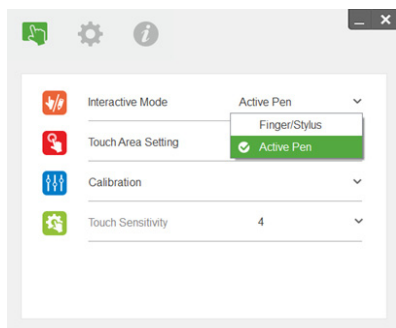 Interactive Mode Active Pen
Finger/Stylus
Touch Area Setting
Active Pen
Calibration
Touch Sensitivity 4